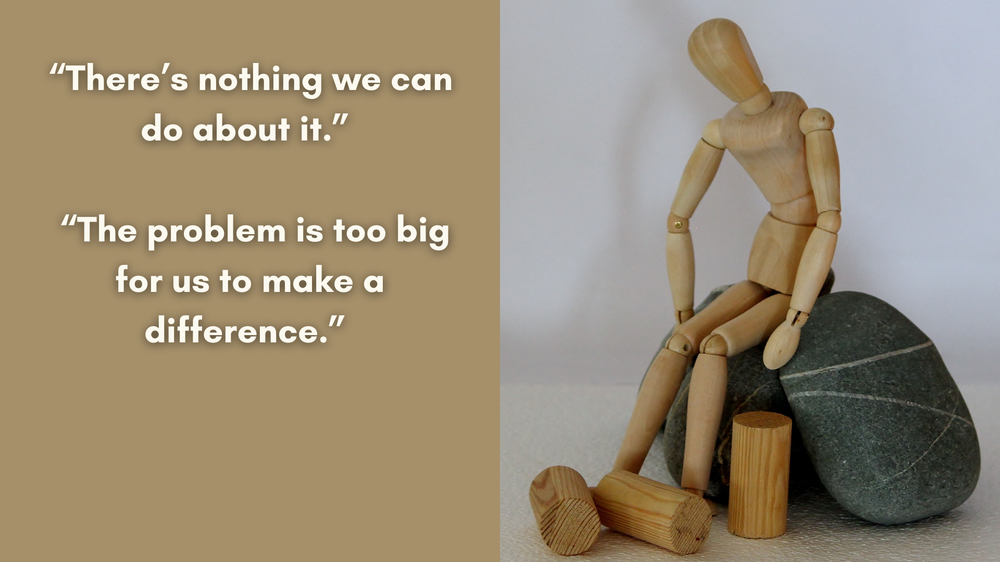 “There’s nothing we can
do about it.”
“The problem is too big
for us to make a
difference.”